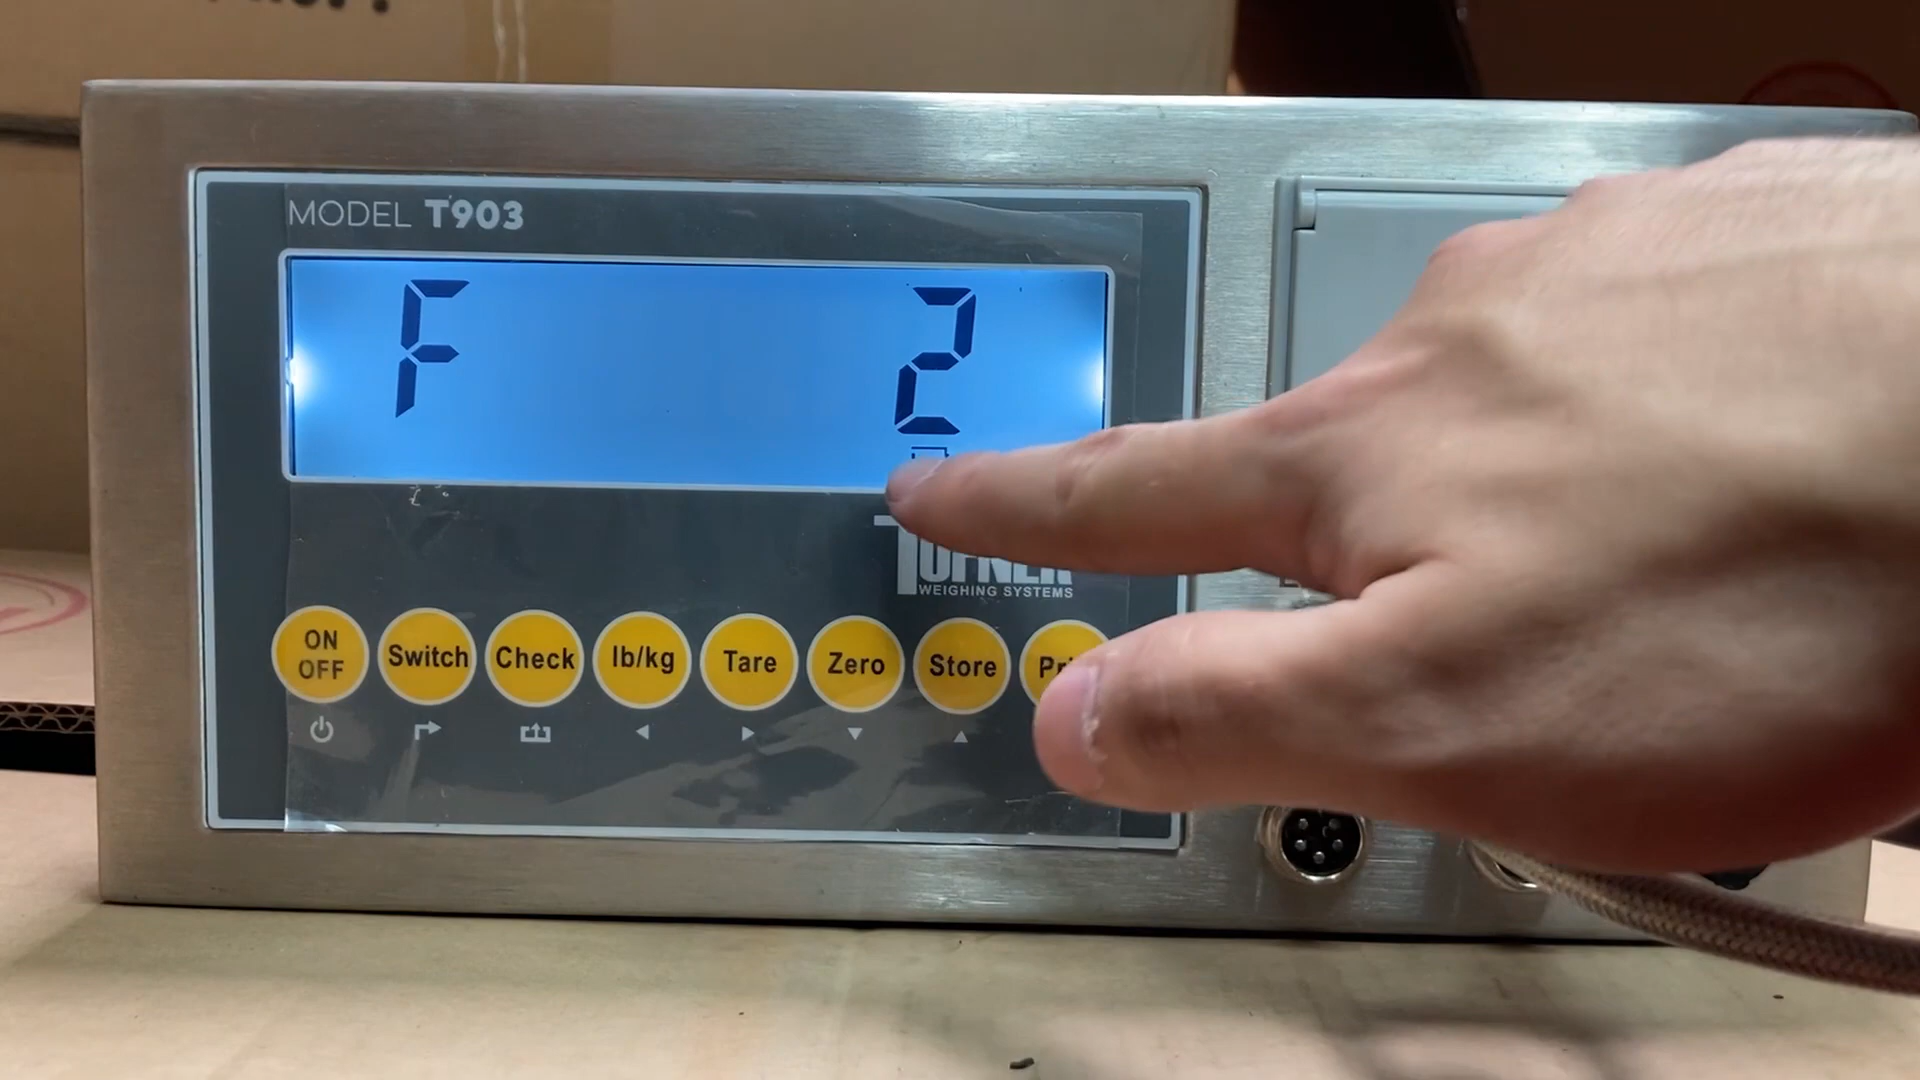 MODEL T903
F 2
WEIGHING SYSTEMS
ON
OFF
Switch
Check
lb/kg
Tare
Zero
Store